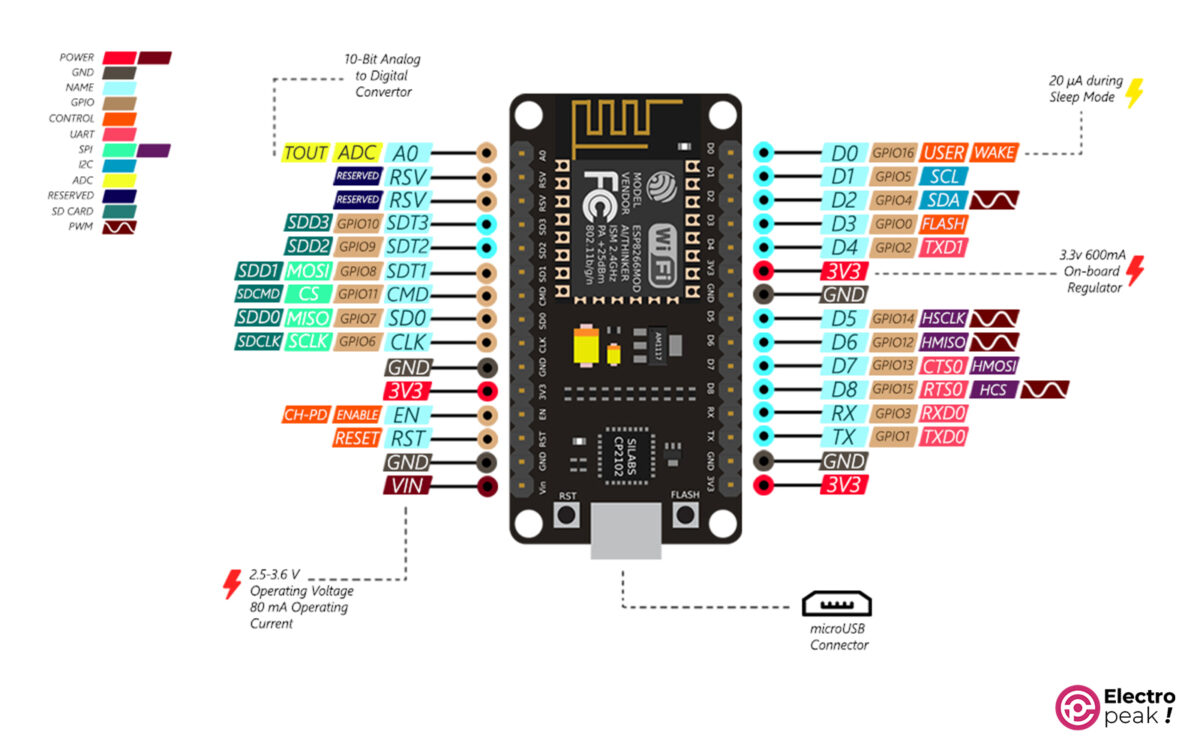 POWER
GND
NAME
GPIO
CONTROL
UART
SPI
I2C
ADC
RESERVED
SD CARD
PWM
10-Bit Analog
to Digital
Convertor
20 µA during
Sleep Mode
TOUT ADC A0
RESERVED RSV
RESERVED RSV
SDD3 GPIO10 SDT3
SDD2 GPIO9 SDT2
SDD1 MOSI GPIO8 SDT1
SDCMD CS GPIO11 CMD
SDD0 MISO GPIO7 SD0
SDCLK SCLK GPIO6 CLK
GND
3V3
CH-PD ENABLE EN
RESET RST
GND
VIN
A0
RSV
RSV
SD3
SD2
SD1
CMD
SD0
CLK
GND
3V3
EN
RST
GND
Vin
MODEL
VENDOR
ESP8266MOD
AI/THINKER
ISM 2.4GHz
PA +25dBm
802.11b/g/n
FC
Wi Fi
AM1117
SILABS
CP2102
RST
FLASH
D0
D1
D2
D3
D4
3V3
GND
D5
D6
D7
D8
RX
TX
GND
3V3
D0 GPIO16 USER WAKE
D1 GPIO5 SCL
D2 GPIO4 SDA
D3 GPIO0 FLASH
D4 GPIO2 TXD1
3V3
GND
D5 GPIO14 HSCLK
D6 GPIO12 HMISO
D7 GPIO13 CTS0 HMOSI
D8 GPIO15 RTS0 HCS
RX GPIO3 RXD0
TX GPIO1 TXD0
GND
3V3
3.3v 600mA
On-board
Regulator
2.5-3.6 V
Operating Voltage
80 mA Operating
Current
microUSB
Connector
Electro
peak !